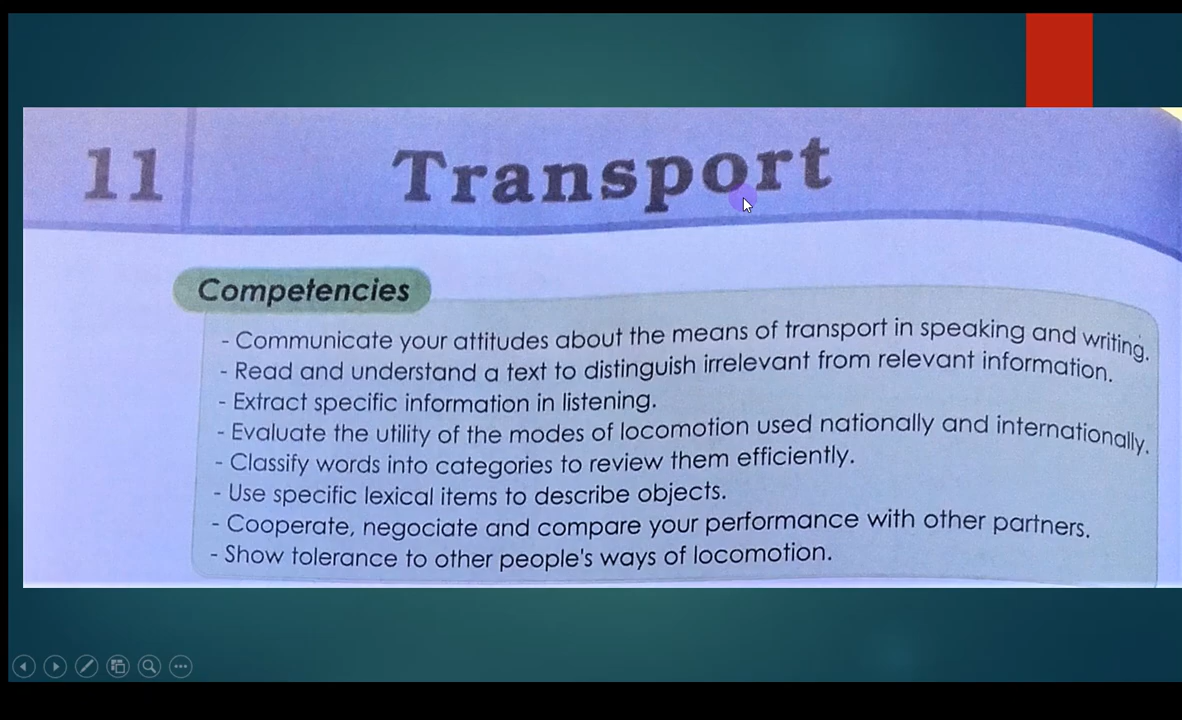 11 Transport
Competencies
- Communicate your attitudes about the means of transport in speaking and writing.
- Read and understand a text to distinguish irrelevant from relevant information.
- Extract specific information in listening.
- Evaluate the utility of the modes of locomotion used nationally and internationally.
- Classify words into categories to review them efficiently.
- Use specific lexical items to describe objects.
- Cooperate, negociate and compare your performance with other partners.
- Show tolerance to other people's ways of locomotion.